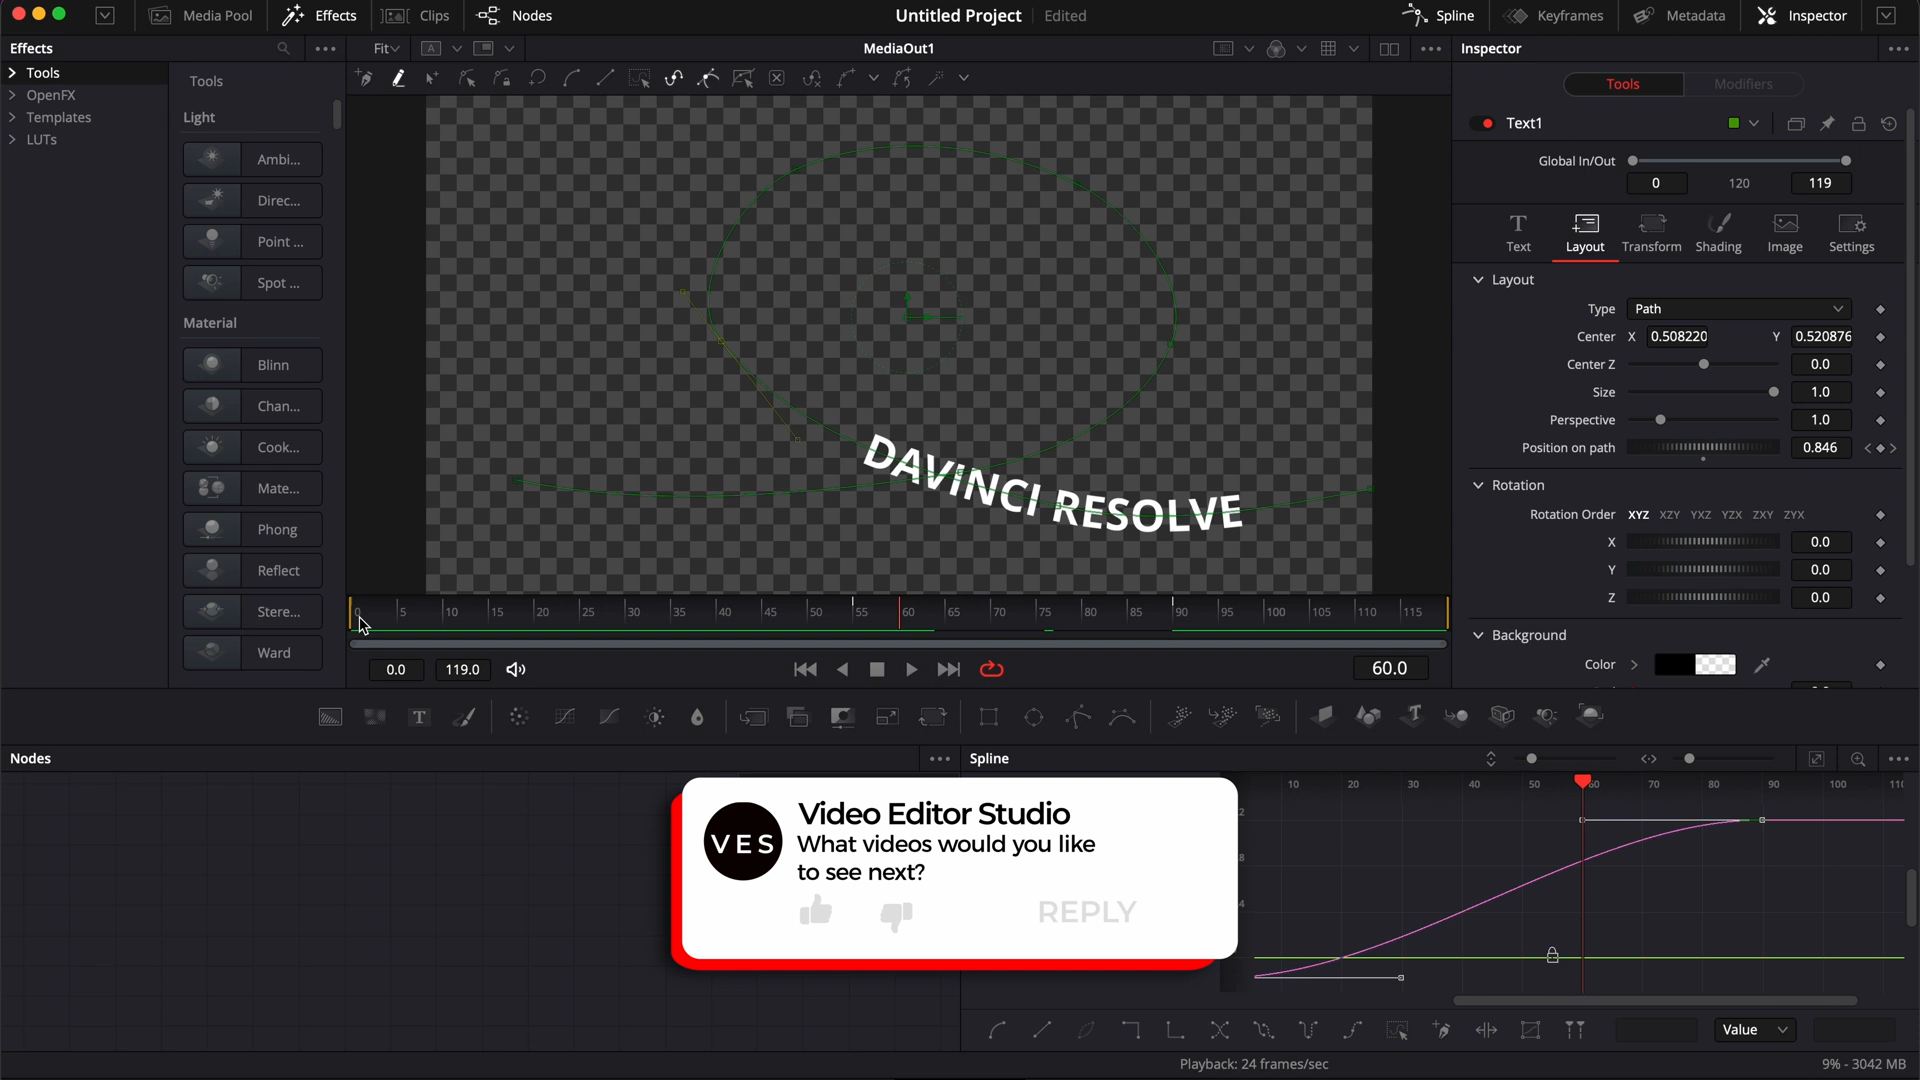 Media Pool
Effects
Clips
Nodes
Untitled Project
Edited
Spline
Keyframes
Metadata
Inspector
Effects
Fit
A
MediaOut1
Inspector
Tools
OpenFX
Templates
LUTs
Tools
Light
Ambi...
Direc...
Point ...
Spot ...
Material
Blinn
Chan...
Cook...
Mate...
Phong
Reflect
Stere...
Ward
DAVINCI RESOLVE
0 5 10 15 20 25 30 35 40 45 50 55 60 65 70 75 80 85 90 95 100 105 110 115
0.0
119.0
60.0
Tools
Modifiers
Text1
Global In/Out
0
120
119
Text
Layout
Transform
Shading
Image
Settings
Layout
Type Path
Center X 0.508220 Y 0.520876
Center Z 0.0
Size 1.0
Perspective 1.0
Position on path 0.846
Rotation
Rotation Order XYZ XZY YXZ YZX ZXY ZYX
X 0.0
Y 0.0
Z 0.0
Background
Color
Nodes
Spline
10 20 30 40 50 60 70 80 90 100 110
2
8
4
VES
Video Editor Studio
What videos would you like
to see next?
REPLY
Value
Playback: 24 frames/sec
9% - 3042 MB